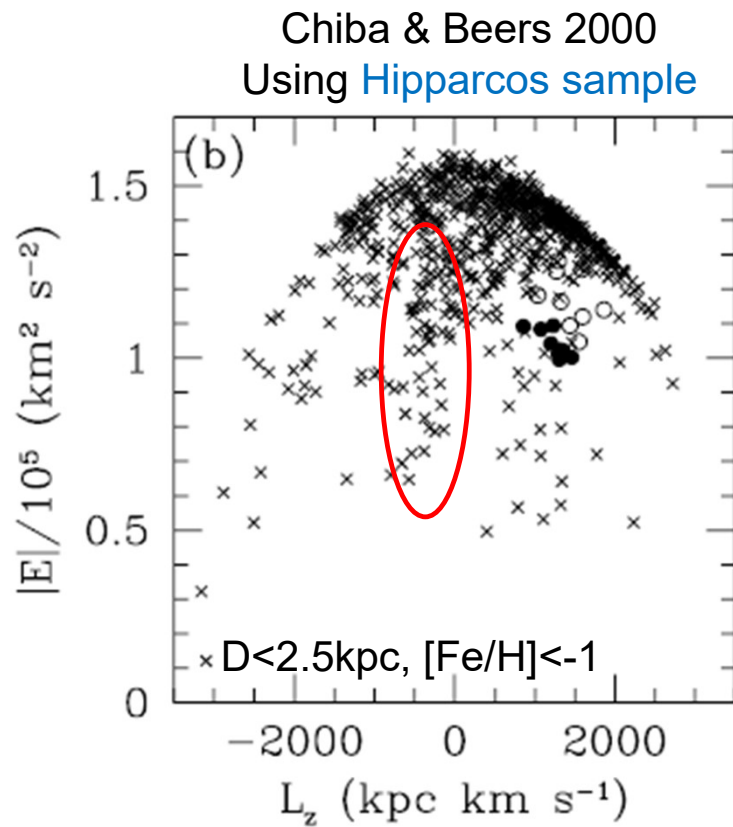 Chiba & Beers 2000
Using Hipparcos sample
(b)
1.5
1
0.5
0
|E|/10⁵ (km² s⁻²)
D<2.5kpc, [Fe/H]<-1
−2000
0
2000
L_z (kpc km s⁻¹)